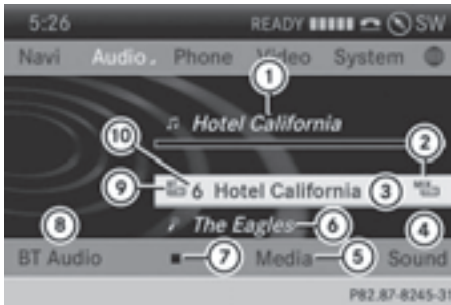 5:26 READY SW
Navi Audio Phone Video System
1
Hotel California
10 2
9 6 Hotel California 3
8 The Eagles 6 4
BT Audio 7 Media 5 Sound
P82.87-8245-31